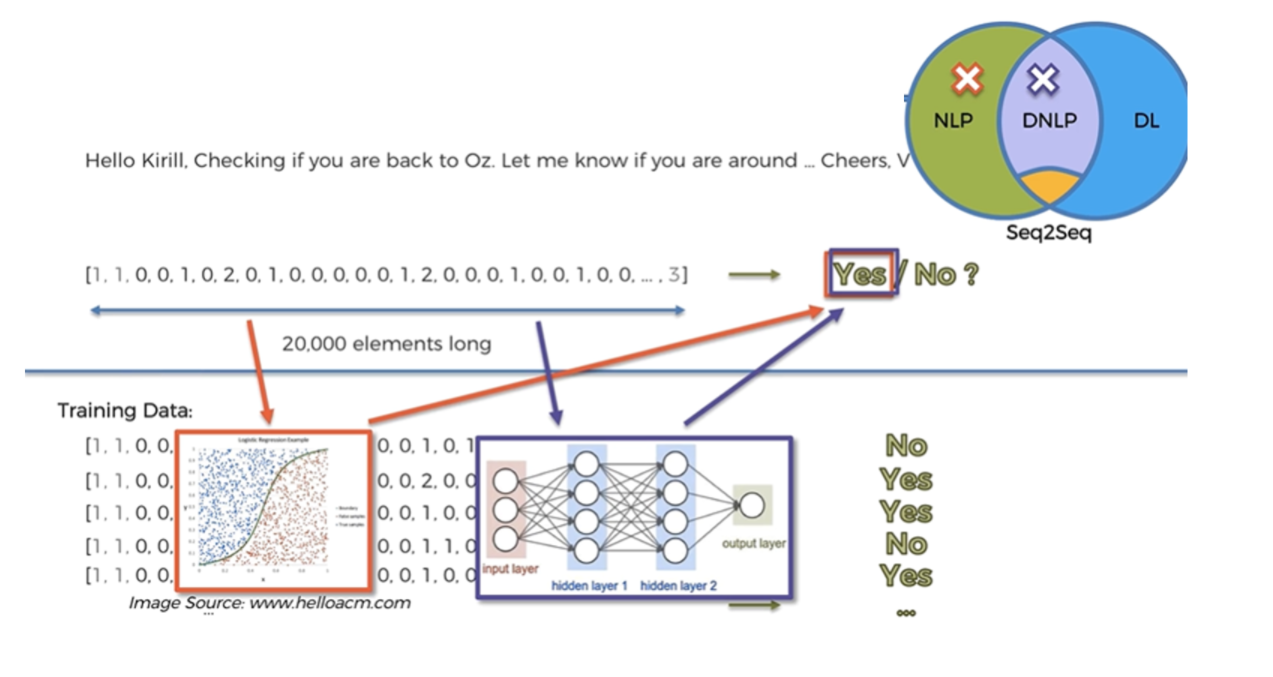 NLP
DNLP
DL
Hello Kirill, Checking if you are back to Oz. Let me know if you are around ... Cheers, V
Seq2Seq
[1, 1, 0, 0, 1, 0, 2, 0, 1, 0, 0, 0, 0, 0, 1, 2, 0, 0, 0, 1, 0, 0, 1, 0, 0, ... , 3]
Yes / No ?
20,000 elements long
Training Data:
[1, 1, 0, 0, 0, 0, 1, 0, 1 No
[1, 1, 0, 0, 0, 0, 2, 0, 0 Yes
[1, 1, 0, 0, 0, 0, 1, 0, 0 Yes
[1, 1, 0, 0, 0, 0, 1, 1, 0 No
[1, 1, 0, 0, 0, 0, 1, 0, 0 Yes
Logistic Regression Example
input layer
hidden layer 1
hidden layer 2
output layer
Image Source: www.helloacm.com
...
...